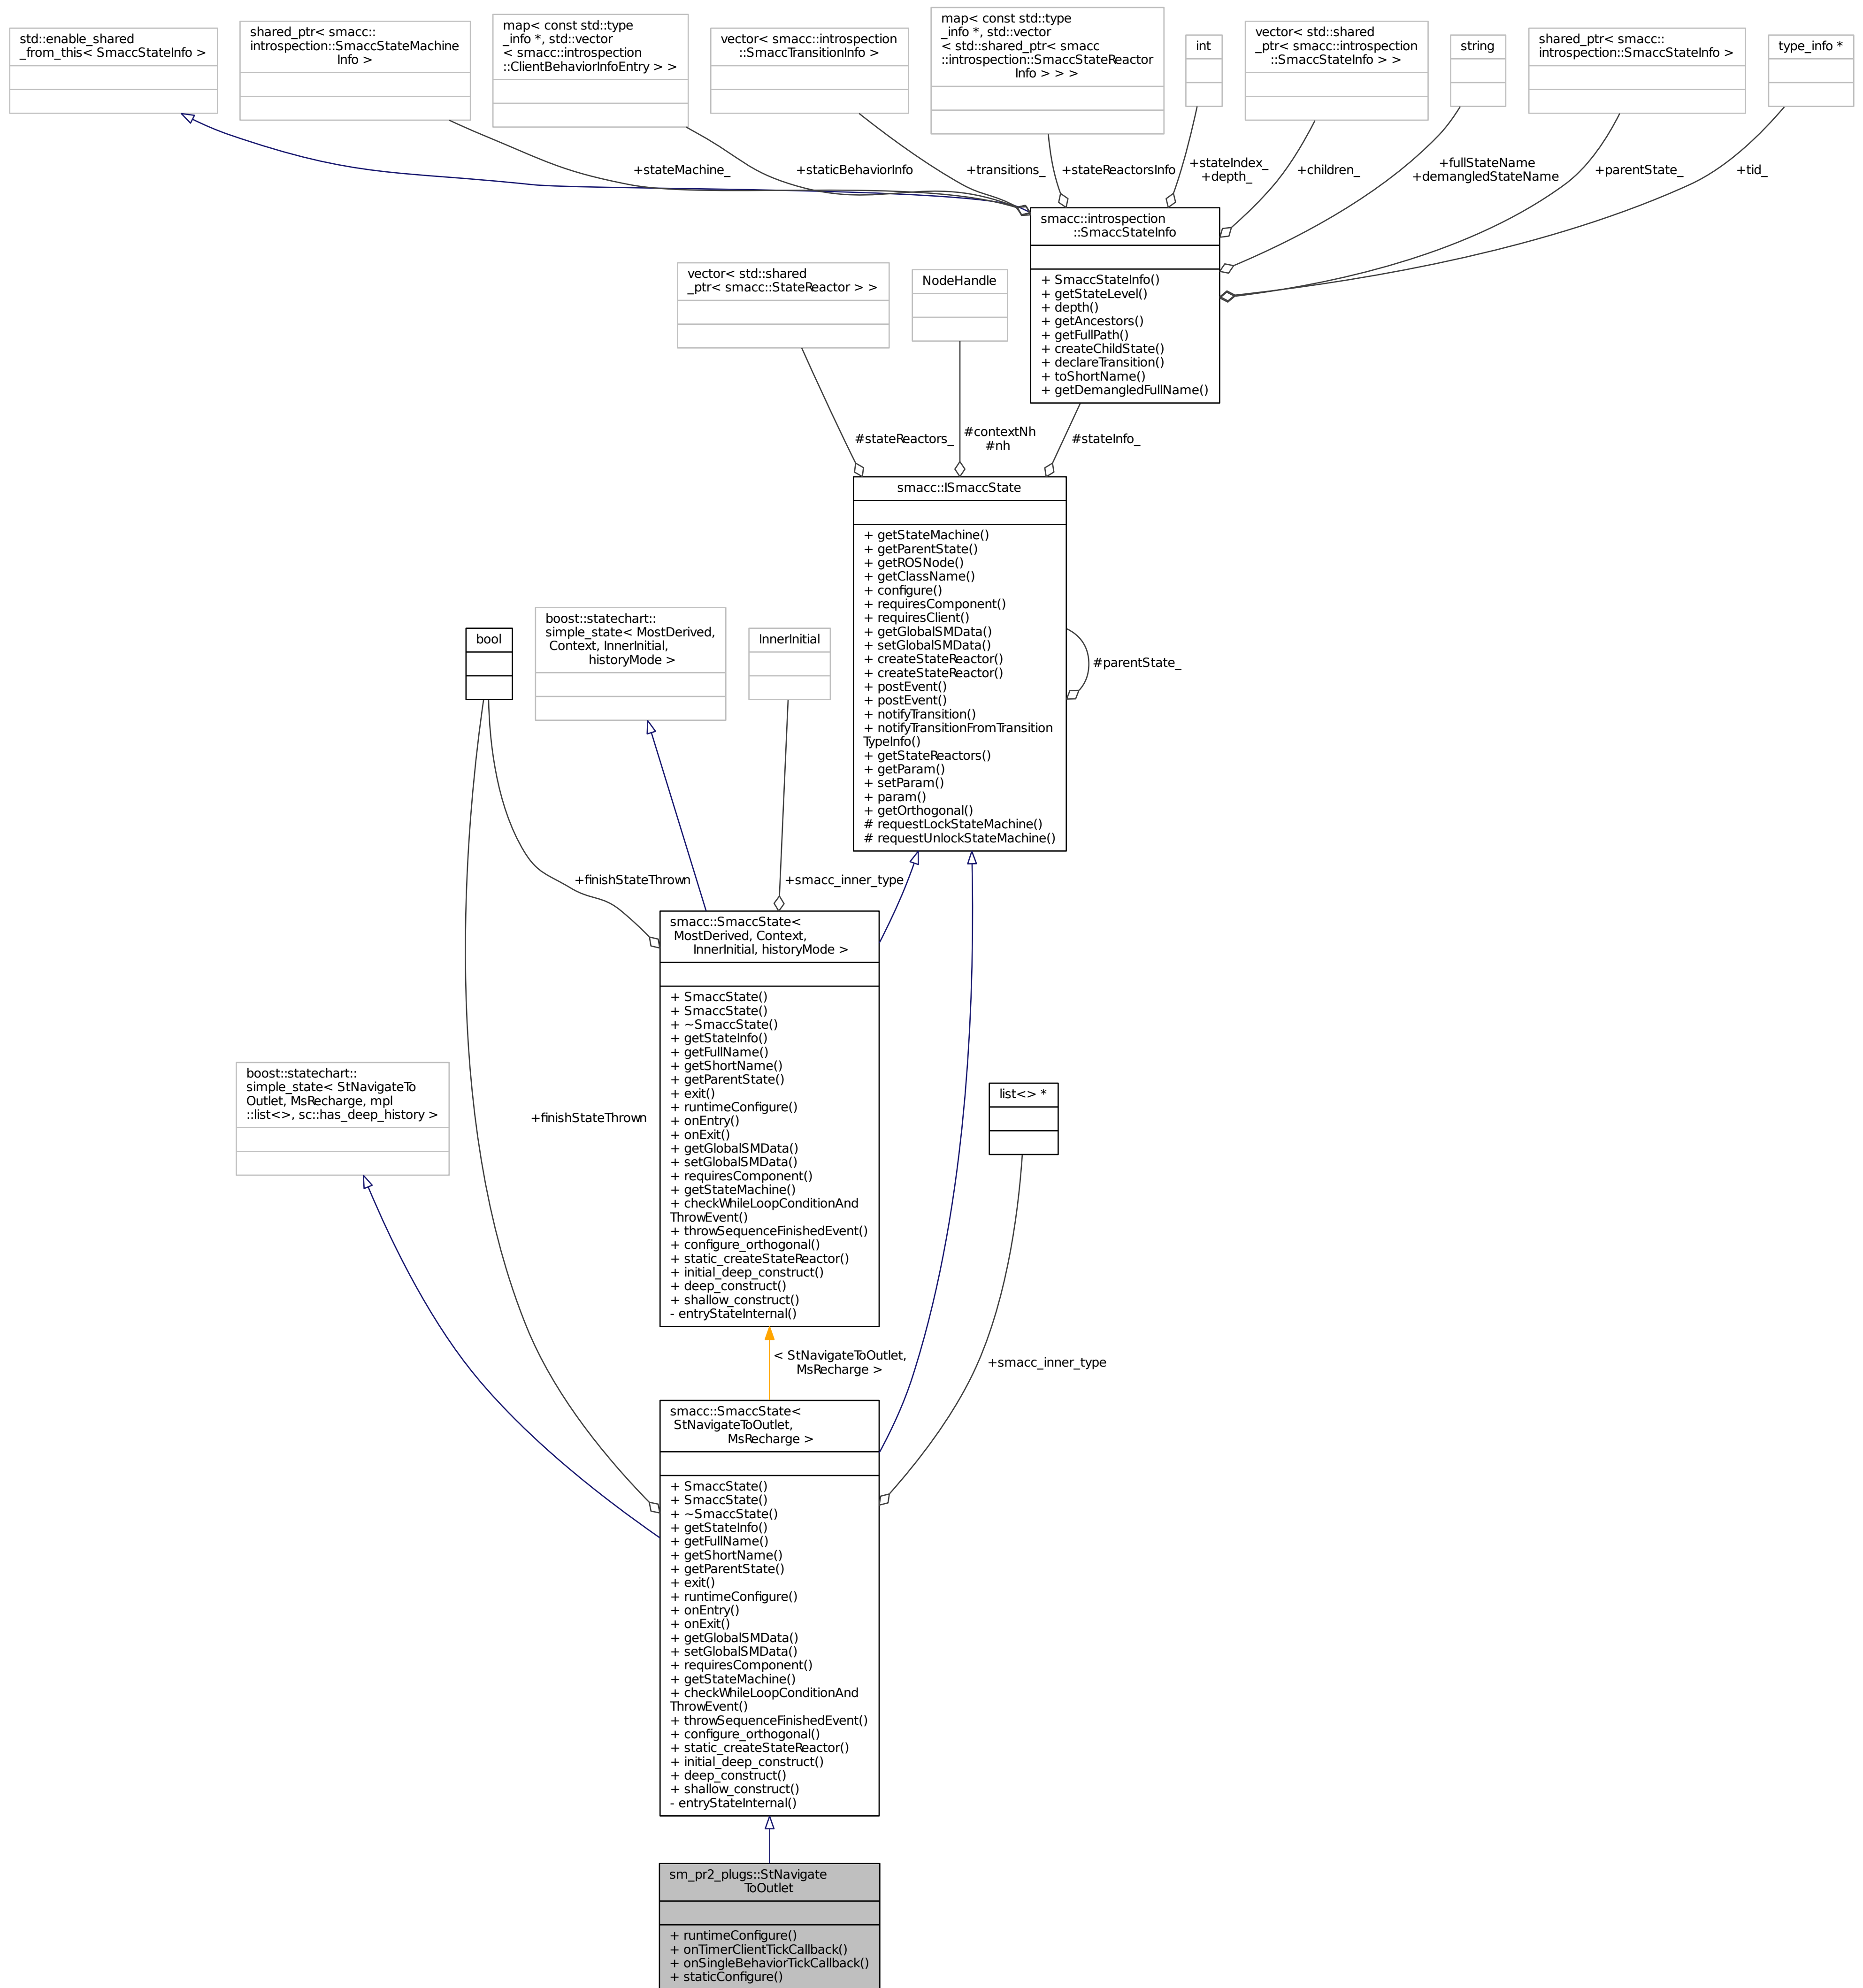 std::enable_shared
_from_this< SmaccStateInfo >
shared_ptr< smacc::
introspection::SmaccStateMachine
Info >
map< const std::type
_info *, std::vector
< smacc::introspection
::ClientBehaviorInfoEntry > >
vector< smacc::introspection
::SmaccTransitionInfo >
map< const std::type
_info *, std::vector
< std::shared_ptr< smacc
::introspection::SmaccStateReactor
Info > > >
int
vector< std::shared
_ptr< smacc::introspection
::SmaccStateInfo > >
string
shared_ptr< smacc::
introspection::SmaccStateInfo >
type_info *
+stateMachine_
+staticBehaviorInfo
+transitions_
+stateReactorsInfo
+stateIndex_
+depth_
+children_
+fullStateName
+demangledStateName
+parentState_
+tid_
smacc::introspection
::SmaccStateInfo
+ SmaccStateInfo()
+ getStateLevel()
+ depth()
+ getAncestors()
+ getFullPath()
+ createChildState()
+ declareTransition()
+ toShortName()
+ getDemangledFullName()
vector< std::shared
_ptr< smacc::StateReactor > >
NodeHandle
#stateReactors_
#contextNh
#nh
#stateInfo_
smacc::ISmaccState
+ getStateMachine()
+ getParentState()
+ getROSNode()
+ getClassName()
+ configure()
+ requiresComponent()
+ requiresClient()
+ getGlobalSMData()
+ setGlobalSMData()
+ createStateReactor()
+ createStateReactor()
+ postEvent()
+ postEvent()
+ notifyTransition()
+ notifyTransitionFromTransition
TypeInfo()
+ getStateReactors()
+ getParam()
+ setParam()
+ param()
+ getOrthogonal()
# requestLockStateMachine()
# requestUnlockStateMachine()
#parentState_
bool
boost::statechart::
simple_state< MostDerived,
Context, InnerInitial,
historyMode >
InnerInitial
+finishStateThrown
+smacc_inner_type
smacc::SmaccState<
MostDerived, Context,
InnerInitial, historyMode >
+ SmaccState()
+ SmaccState()
+ ~SmaccState()
+ getStateInfo()
+ getFullName()
+ getShortName()
+ getParentState()
+ exit()
+ runtimeConfigure()
+ onEntry()
+ onExit()
+ getGlobalSMData()
+ setGlobalSMData()
+ requiresComponent()
+ getStateMachine()
+ checkWhileLoopConditionAnd
ThrowEvent()
+ throwSequenceFinishedEvent()
+ configure_orthogonal()
+ static_createStateReactor()
+ initial_deep_construct()
+ deep_construct()
+ shallow_construct()
- entryStateInternal()
boost::statechart::
simple_state< StNavigateTo
Outlet, MsRecharge, mpl
::list<>, sc::has_deep_history >
+finishStateThrown
list<> *
< StNavigateToOutlet,
MsRecharge >
+smacc_inner_type
smacc::SmaccState<
StNavigateToOutlet,
MsRecharge >
+ SmaccState()
+ SmaccState()
+ ~SmaccState()
+ getStateInfo()
+ getFullName()
+ getShortName()
+ getParentState()
+ exit()
+ runtimeConfigure()
+ onEntry()
+ onExit()
+ getGlobalSMData()
+ setGlobalSMData()
+ requiresComponent()
+ getStateMachine()
+ checkWhileLoopConditionAnd
ThrowEvent()
+ throwSequenceFinishedEvent()
+ configure_orthogonal()
+ static_createStateReactor()
+ initial_deep_construct()
+ deep_construct()
+ shallow_construct()
- entryStateInternal()
sm_pr2_plugs::StNavigate
ToOutlet
+ runtimeConfigure()
+ onTimerClientTickCallback()
+ onSingleBehaviorTickCallback()
+ staticConfigure()